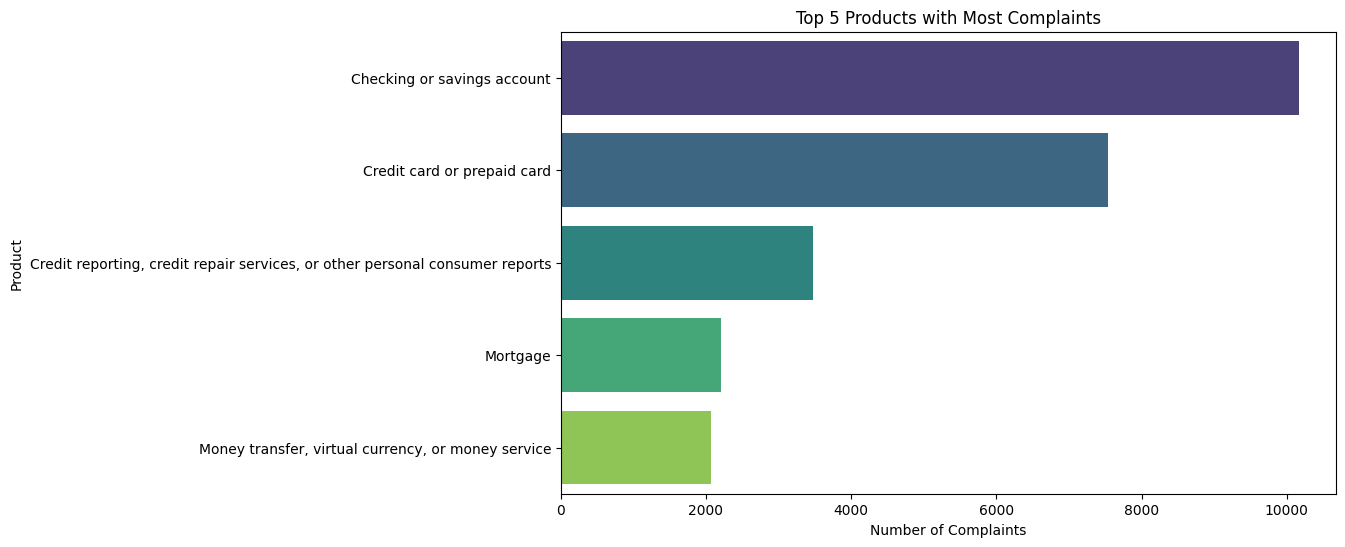 Top 5 Products with Most Complaints
Product
Checking or savings account
Credit card or prepaid card
Credit reporting, credit repair services, or other personal consumer reports
Mortgage
Money transfer, virtual currency, or money service
0 2000 4000 6000 8000 10000
Number of Complaints